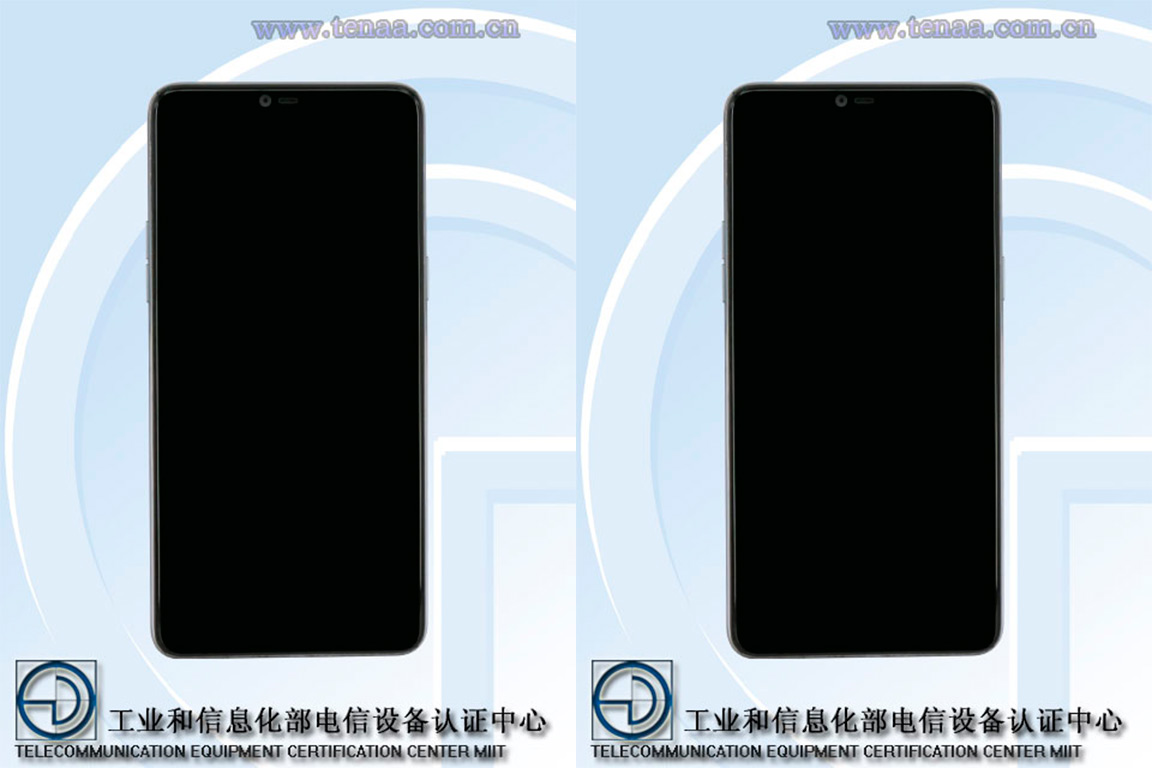 www.tenaa.com.cn
www.tenaa.com.cn
工业和信息化部电信设备认证中心
TELECOMMUNICATION EQUIPMENT CERTIFICATION CENTER MIIT
工业和信息化部电信设备认证中心
TELECOMMUNICATION EQUIPMENT CERTIFICATION CENTER MIIT